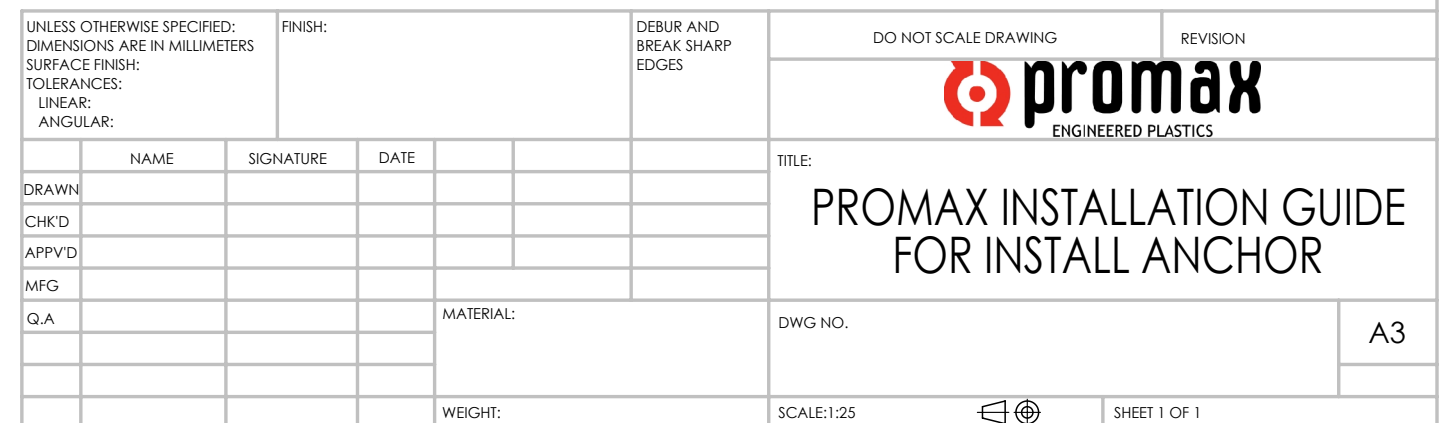 UNLESS OTHERWISE SPECIFIED:
DIMENSIONS ARE IN MILLIMETERS
SURFACE FINISH:
TOLERANCES:
LINEAR:
ANGULAR:
FINISH:
DEBUR AND
BREAK SHARP
EDGES
DO NOT SCALE DRAWING
REVISION
promax
ENGINEERED PLASTICS
NAME
SIGNATURE
DATE
DRAWN
CHK'D
APPV'D
MFG
Q.A
TITLE:
PROMAX INSTALLATION GUIDE
FOR INSTALL ANCHOR
MATERIAL:
DWG NO.
A3
WEIGHT:
SCALE:1:25
SHEET 1 OF 1